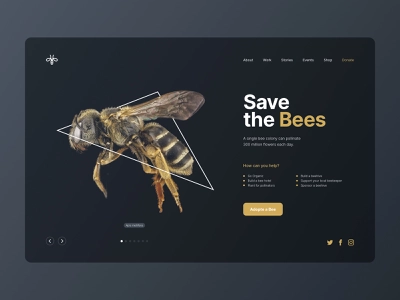 About Work Stories Events Shop Donate
Save
the Bees
A single bee colony can pollinate
300 million flowers each day.
How can you help?
Go Organic
Build a bee hotel
Plant for pollinators
Build a beehive
Support your local beekeeper
Sponsor a beehive
Adopt a Bee